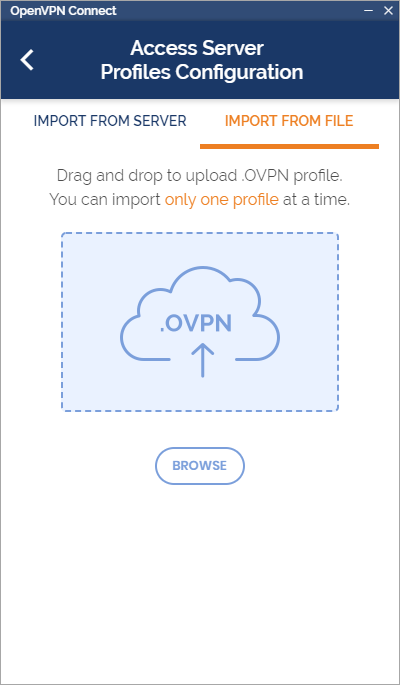 OpenVPN Connect
Access Server
Profiles Configuration
IMPORT FROM SERVER
IMPORT FROM FILE
Drag and drop to upload .OVPN profile.
You can import only one profile at a time.
.OVPN
BROWSE